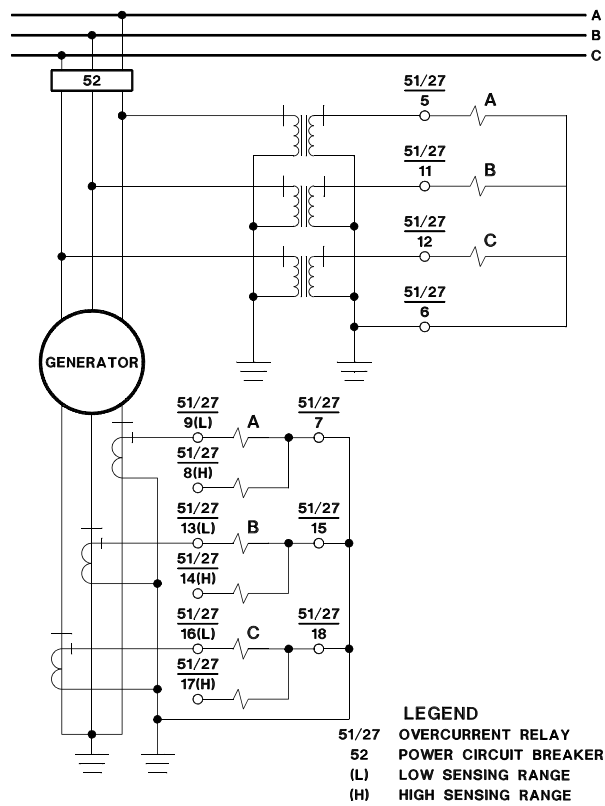 A
B
C
52
51/27
5
A
51/27
11
B
51/27
12
C
51/27
6
GENERATOR
51/27
9(L)
A
51/27
7
51/27
8(H)
51/27
13(L)
B
51/27
15
51/27
14(H)
51/27
16(L)
C
51/27
18
51/27
17(H)
LEGEND
51/27 OVERCURRENT RELAY
52 POWER CIRCUIT BREAKER
(L) LOW SENSING RANGE
(H) HIGH SENSING RANGE